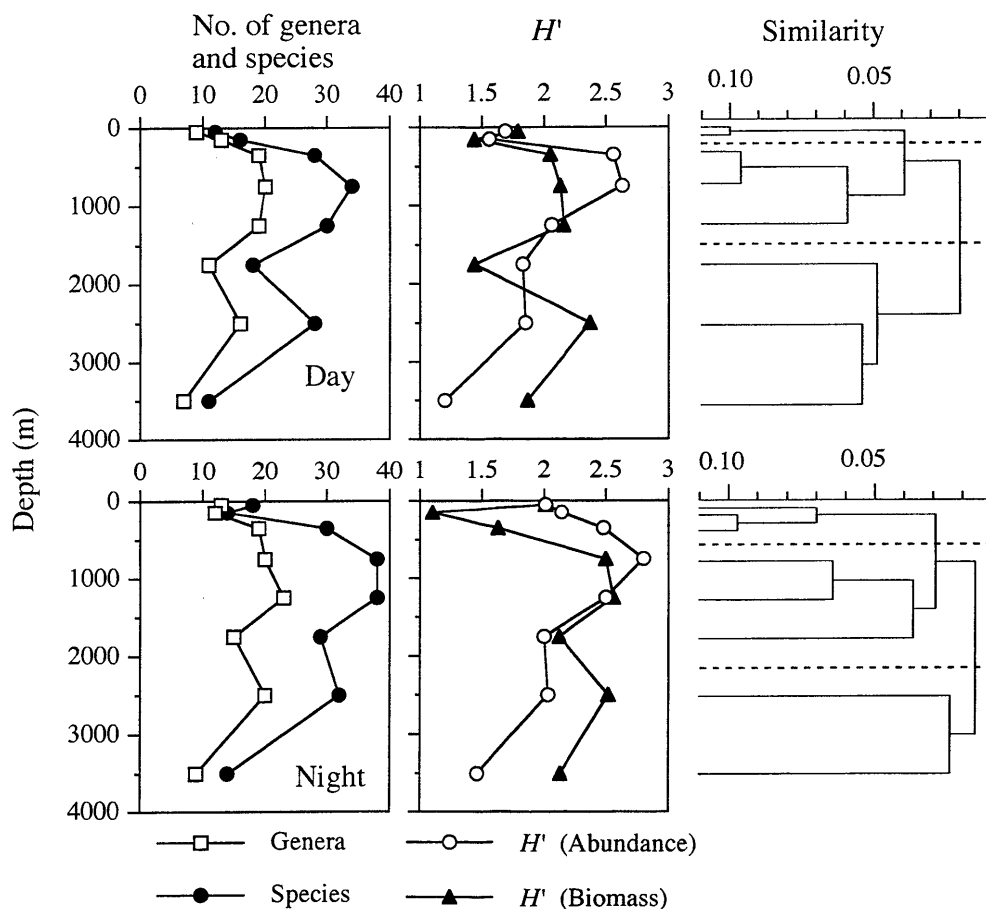 No. of genera
and species
H'
Similarity
0.10 0.05
0 10 20 30 40
1 1.5 2 2.5 3
0
1000
2000
3000
4000
Day
Depth (m)
0 10 20 30 40
1 1.5 2 2.5 3
0.10 0.05
0
1000
2000
3000
4000
Night
Genera
H' (Abundance)
Species
H' (Biomass)